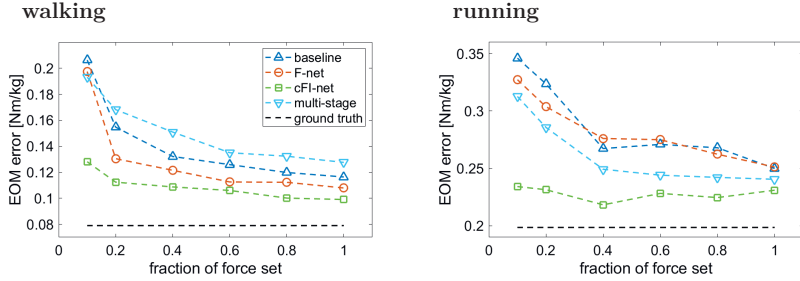 walking
running
EOM error [Nm/kg]
0.2
0.18
0.16
0.14
0.12
0.1
0.08
0 0.2 0.4 0.6 0.8 1
fraction of force set
baseline
F-net
cFI-net
multi-stage
ground truth
EOM error [Nm/kg]
0.35
0.3
0.25
0.2
0 0.2 0.4 0.6 0.8 1
fraction of force set